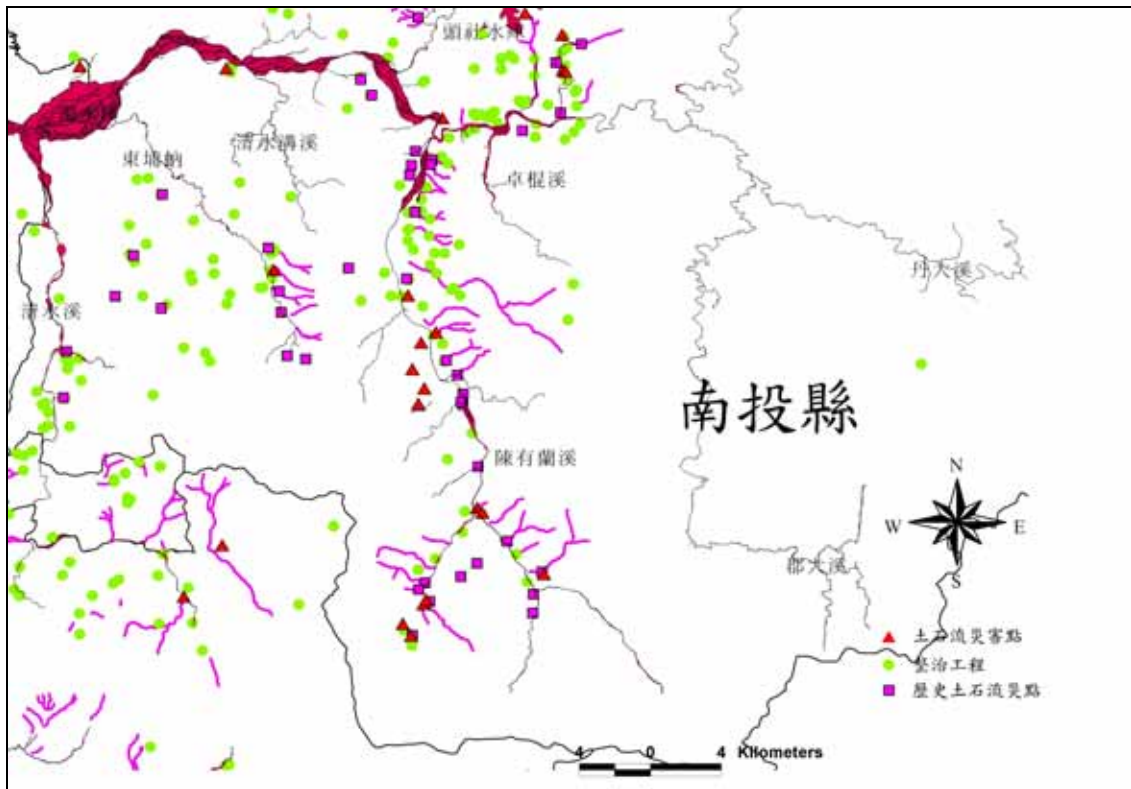 頭社水庫
清水溝溪
東埔蚋
卓棍溪
丹大溪
清水溪
南投縣
陳有蘭溪
N
W
E
S
郡大溪
土石流災害點
整治工程
歷史土石流災點
4 0 4 Kilometers